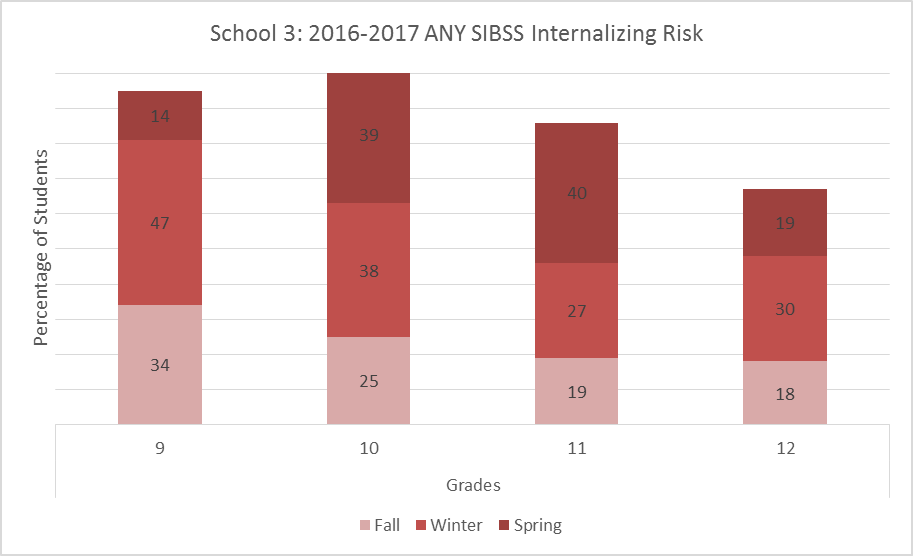 School 3: 2016-2017 ANY SIBSS Internalizing Risk
Percentage of Students
14
39
40
19
47
38
27
30
34
25
19
18
9 10 11 12
Grades
Fall Winter Spring